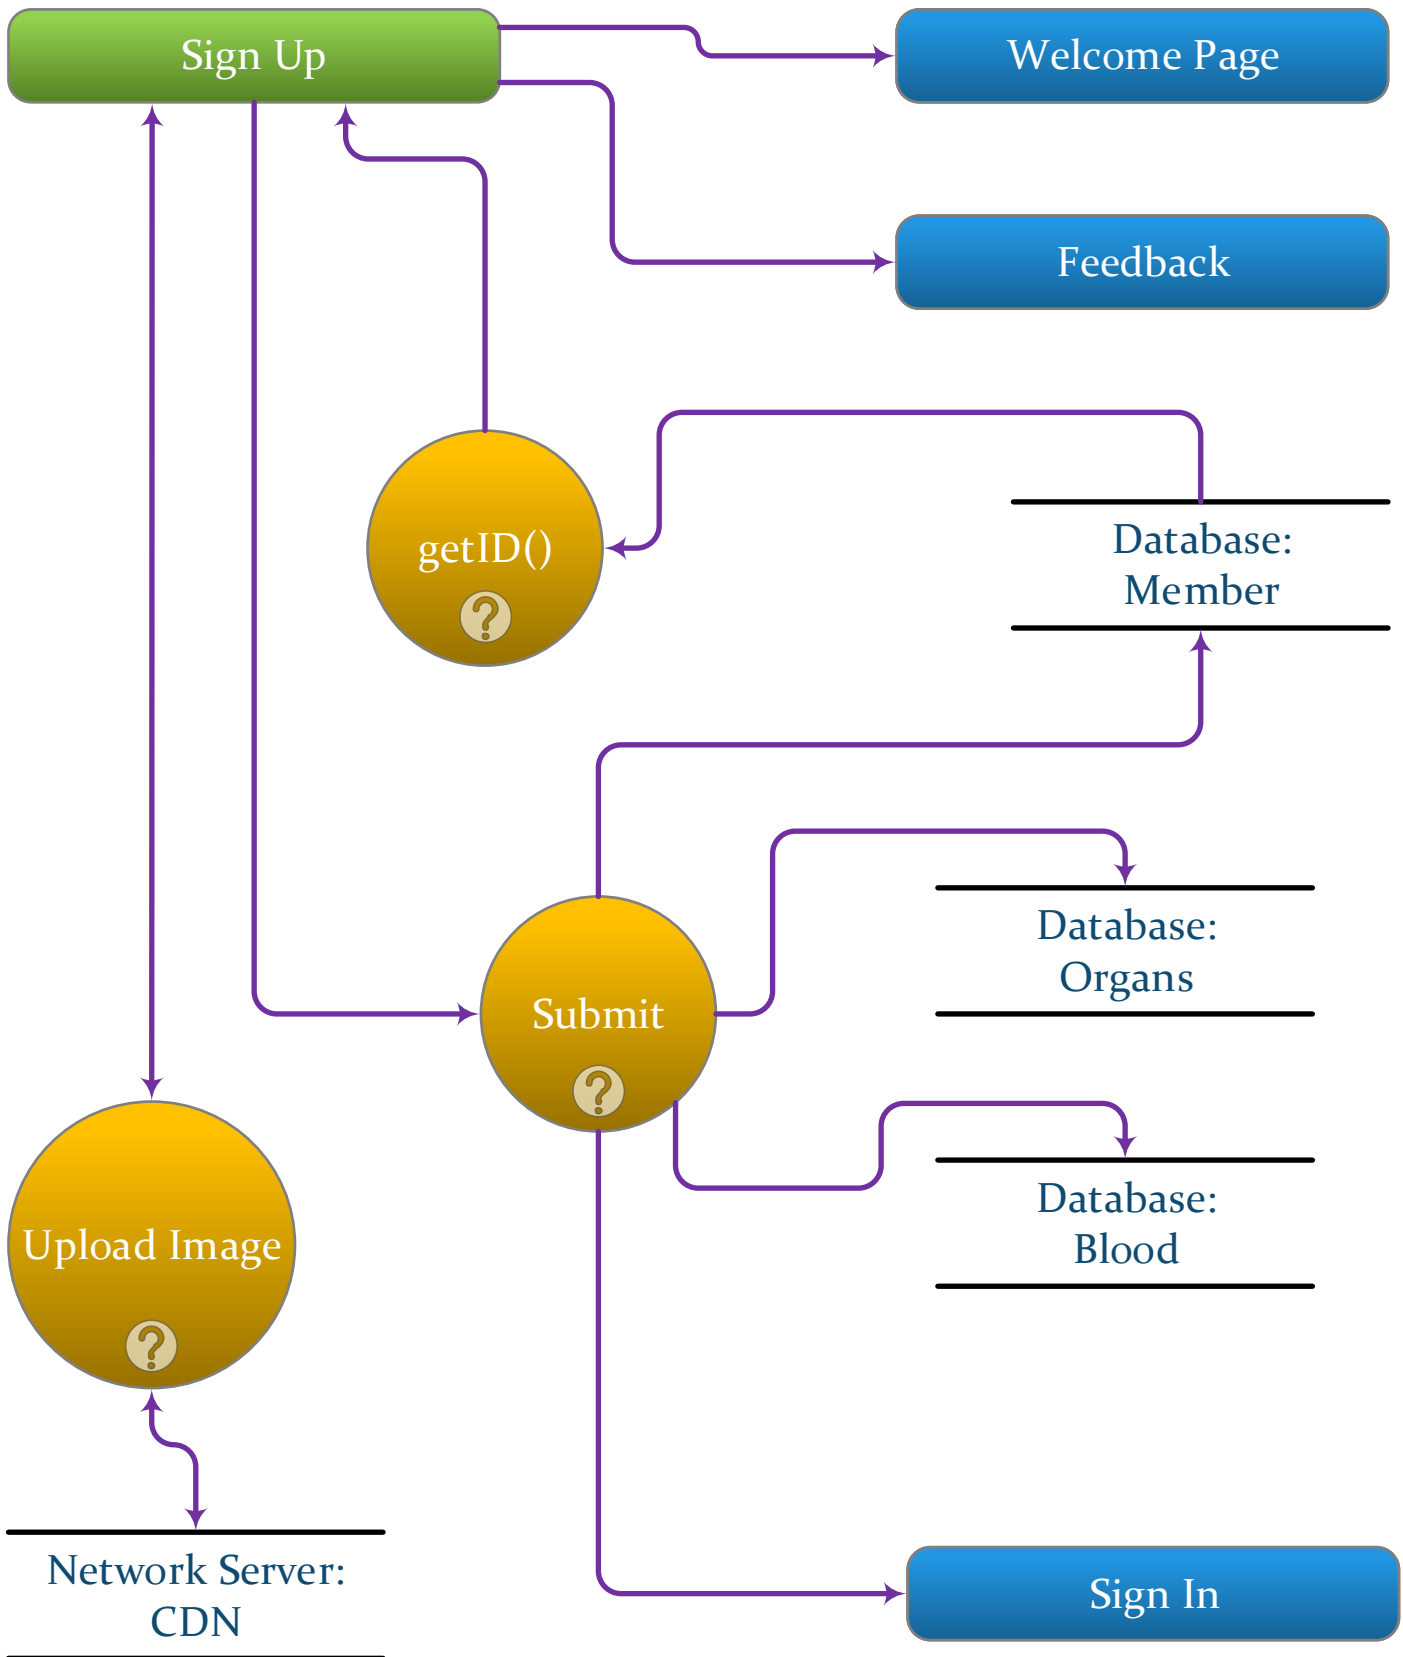 Sign Up
Welcome Page
Feedback
getID()
?
Database:
Member
Database:
Organs
Submit
?
Database:
Blood
Upload Image
?
Network Server:
CDN
Sign In